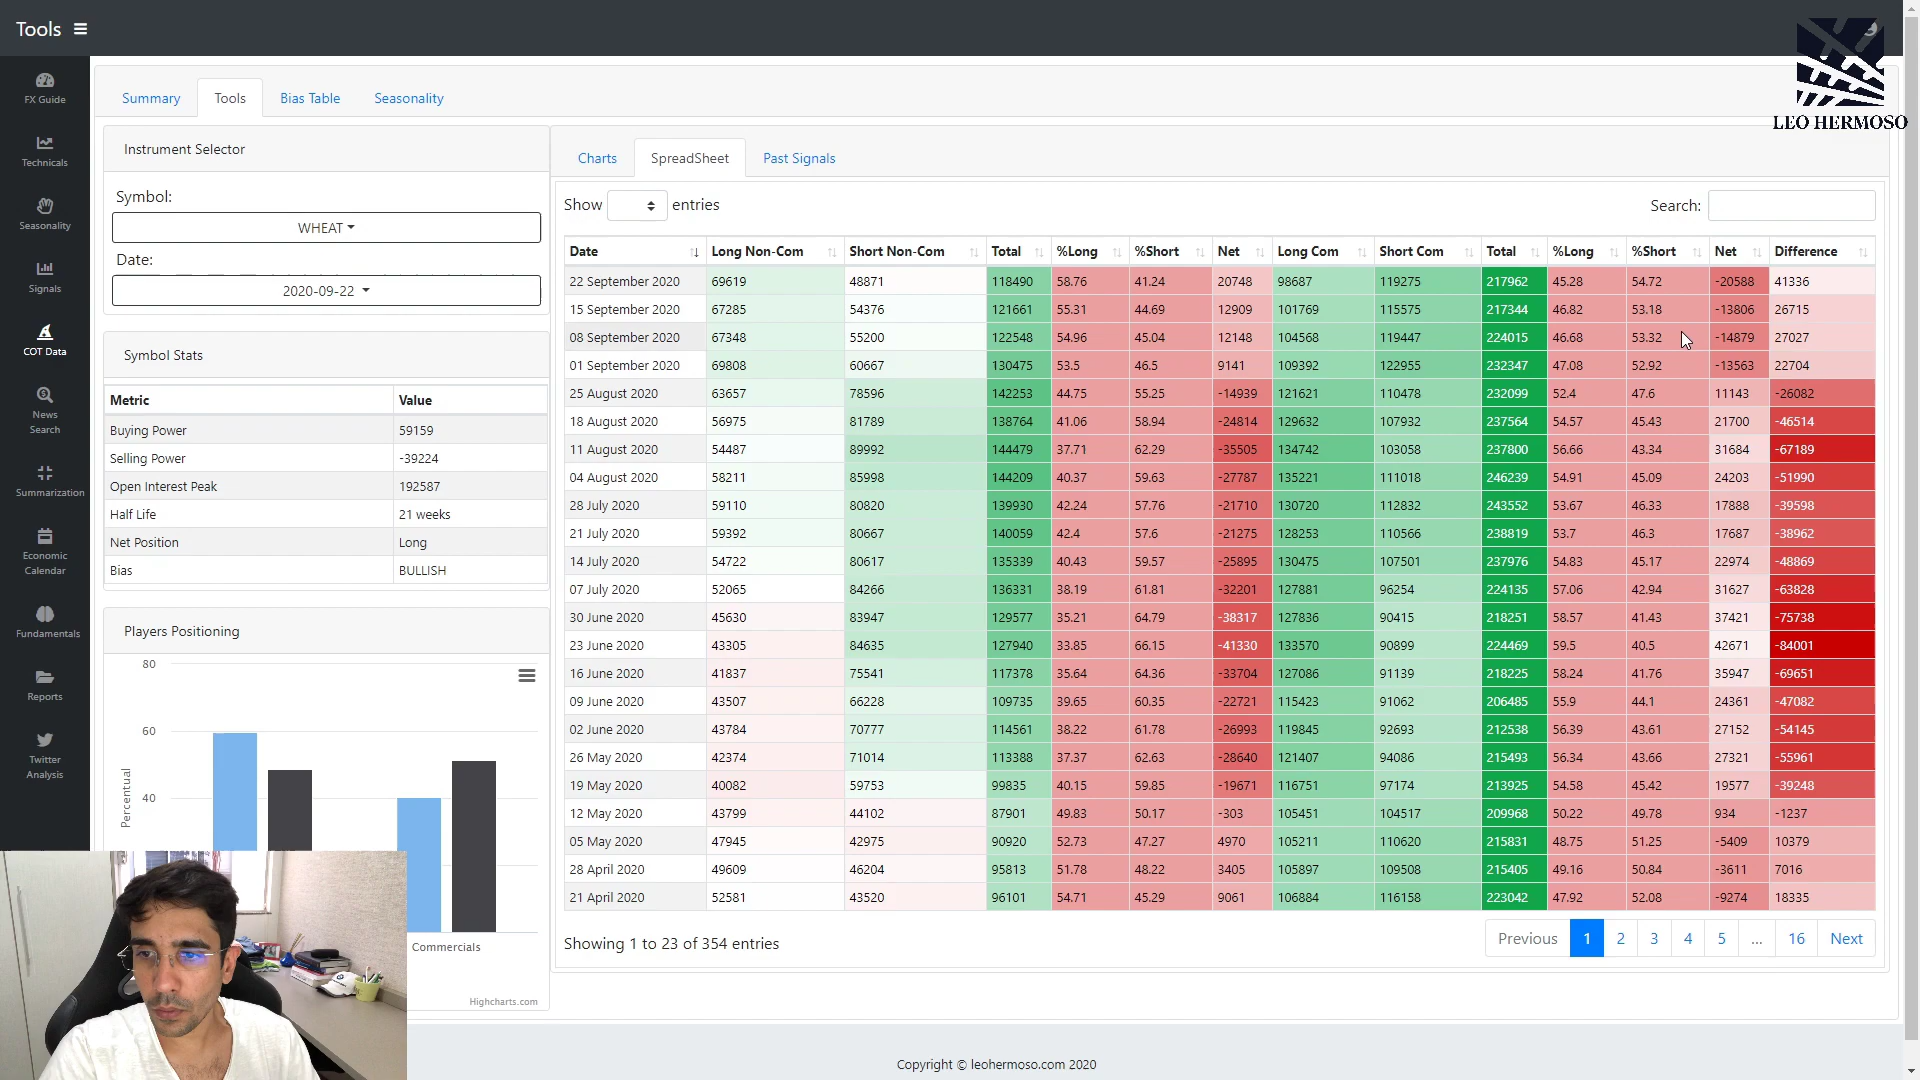 Tools
LEO HERMOSO
FX Guide
Technicals
Seasonality
Signals
COT Data
News
Search
Summarization
Economic
Calendar
Fundamentals
Reports
Twitter
Analysis
Summary Tools Bias Table Seasonality
Instrument Selector
Symbol:
WHEAT
Date:
2020-09-22
Symbol Stats
Metric Value
Buying Power 59159
Selling Power -39224
Open Interest Peak 192587
Half Life 21 weeks
Net Position Long
Bias BULLISH
Players Positioning
80
60
40
Percentual
Commercials
Highcharts.com
Charts SpreadSheet Past Signals
Show entries
Search:
Date Long Non-Com Short Non-Com Total %Long %Short Net Long Com Short Com Total %Long %Short Net Difference
22 September 2020 69619 48871 118490 58.76 41.24 20748 98687 119275 217962 45.28 54.72 -20588 41336
15 September 2020 67285 54376 121661 55.31 44.69 12909 101769 115575 217344 46.82 53.18 -13806 26715
08 September 2020 67348 55200 122548 54.96 45.04 12148 104568 119447 224015 46.68 53.32 -14879 27027
01 September 2020 69808 60667 130475 53.5 46.5 9141 109392 122955 232347 47.08 52.92 -13563 22704
25 August 2020 63657 78596 142253 44.75 55.25 -14939 121621 110478 232099 52.4 47.6 11143 -26082
18 August 2020 56975 81789 138764 41.06 58.94 -24814 129632 107932 237564 54.57 45.43 21700 -46514
11 August 2020 54487 89992 144479 37.71 62.29 -35505 134742 103058 237800 56.66 43.34 31684 -67189
04 August 2020 58211 85998 144209 40.37 59.63 -27787 135221 111018 246239 54.91 45.09 24203 -51990
28 July 2020 59110 80820 139930 42.24 57.76 -21710 130720 112832 243552 53.67 46.33 17888 -39598
21 July 2020 59392 80667 140059 42.4 57.6 -21275 128253 110566 238819 53.7 46.3 17687 -38962
14 July 2020 54722 80617 135339 40.43 59.57 -25895 130475 107501 237976 54.83 45.17 22974 -48869
07 July 2020 52065 84266 136331 38.19 61.81 -32201 127881 96254 224135 57.06 42.94 31627 -63828
30 June 2020 45630 83947 129577 35.21 64.79 -38317 127836 90415 218251 58.57 41.43 37421 -75738
23 June 2020 43305 84635 127940 33.85 66.15 -41330 133570 90899 224469 59.5 40.5 42671 -84001
16 June 2020 41837 75541 117378 35.64 64.36 -33704 127086 91139 218225 58.24 41.76 35947 -69651
09 June 2020 43507 66228 109735 39.65 60.35 -22721 115423 91062 206485 55.9 44.1 24361 -47082
02 June 2020 43784 70777 114561 38.22 61.78 -26993 119845 92693 212538 56.39 43.61 27152 -54145
26 May 2020 42374 71014 113388 37.37 62.63 -28640 121407 94086 215493 56.34 43.66 27321 -55961
19 May 2020 40082 59753 99835 40.15 59.85 -19671 116751 97174 213925 54.58 45.42 19577 -39248
12 May 2020 43799 44102 87901 49.83 50.17 -303 105451 104517 209968 50.22 49.78 934 -1237
05 May 2020 47945 42975 90920 52.73 47.27 4970 105211 110620 215831 48.75 51.25 -5409 10379
28 April 2020 49609 46204 95813 51.78 48.22 3405 105897 109508 215405 49.16 50.84 -3611 7016
21 April 2020 52581 43520 96101 54.71 45.29 9061 106884 116158 223042 47.92 52.08 -9274 18335
Showing 1 to 23 of 354 entries
Previous 1 2 3 4 5 ... 16 Next
Copyright © leohermoso.com 2020